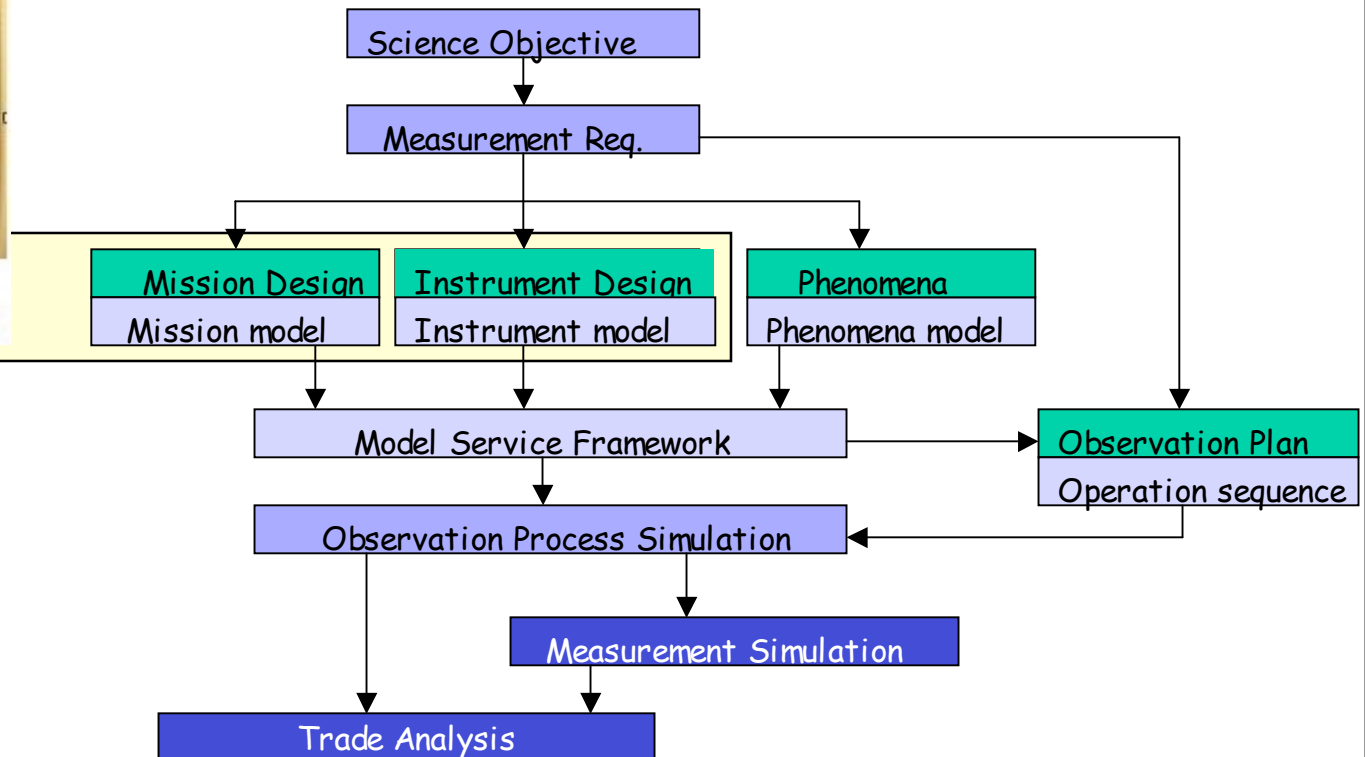 Science Objective
Measurement Req.
Mission Design
Instrument Design
Phenomena
Mission model
Instrument model
Phenomena model
Model Service Framework
Observation Plan
Operation sequence
Observation Process Simulation
Measurement Simulation
Trade Analysis